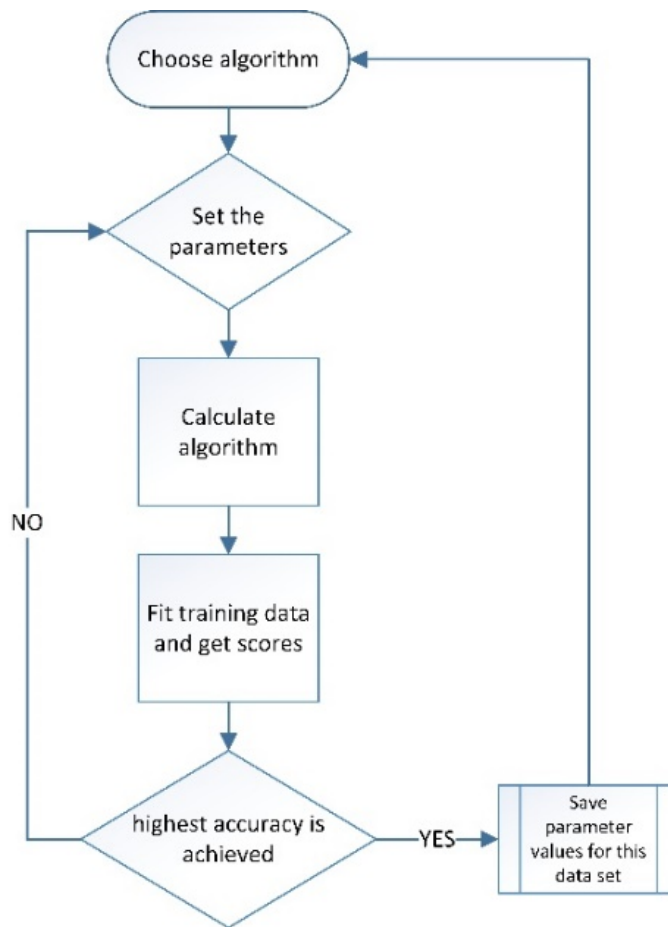 Choose algorithm
Set the
parameters
Calculate
algorithm
NO
Fit training data
and get scores
highest accuracy is
achieved
YES
Save
parameter
values for this
data set